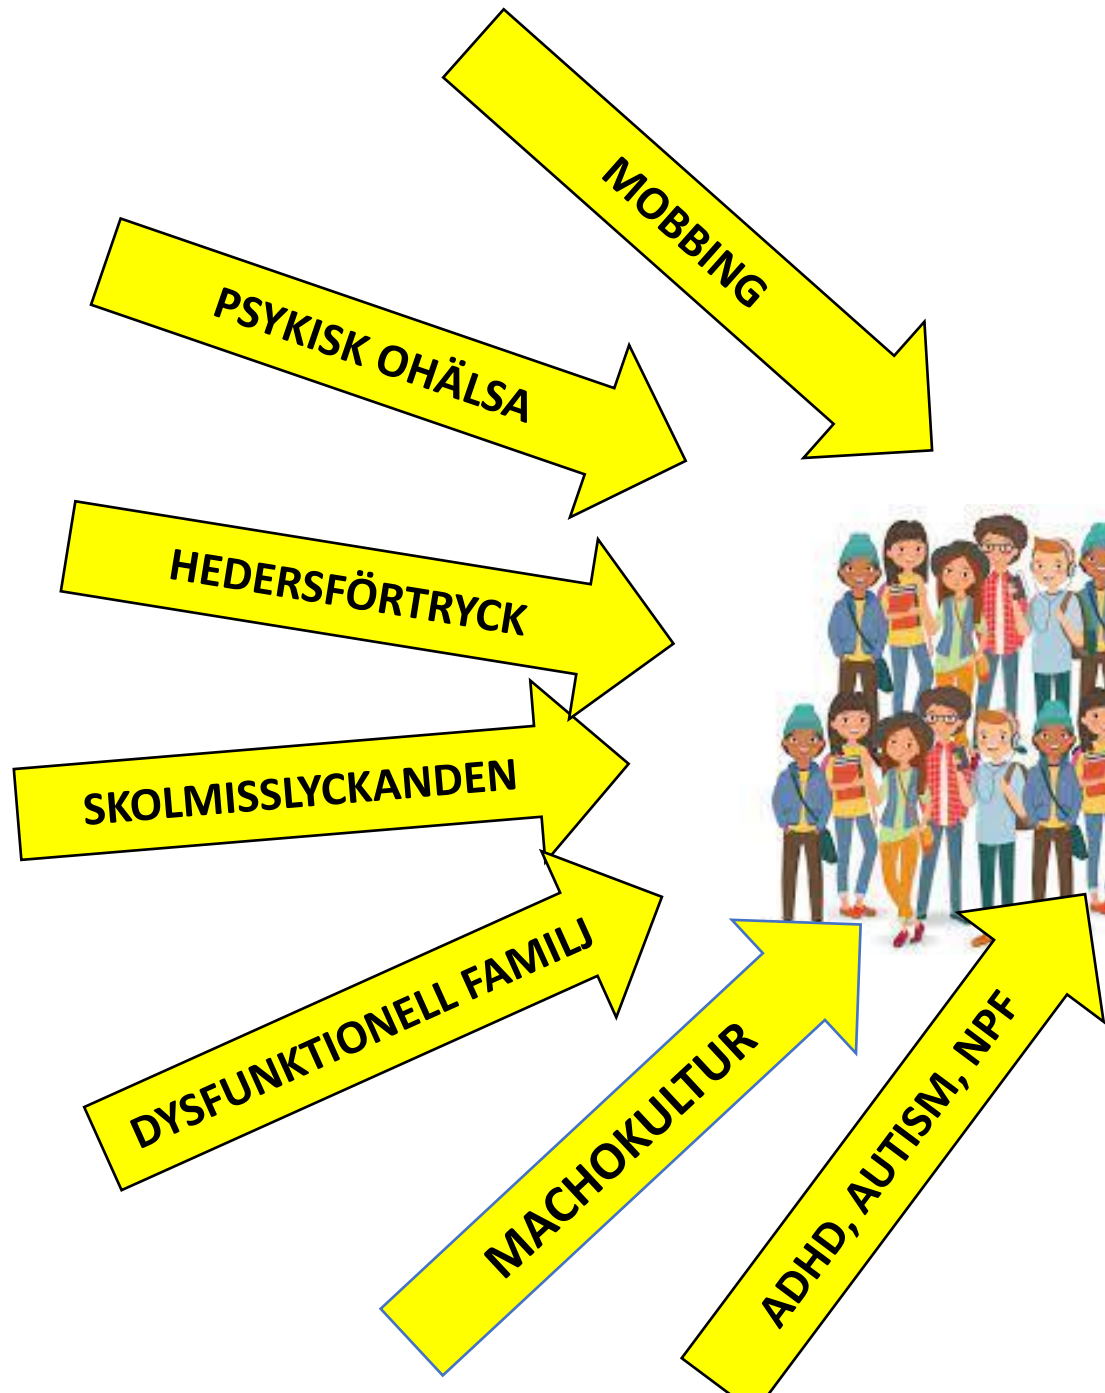 MOBBING
PSYKISK OHÄLSA
HEDERSFÖRTRYCK
SKOLMISSLYCKANDEN
DYSFUNKTIONELL FAMILJ
MACHOKULTUR
ADHD, AUTISM, NPF